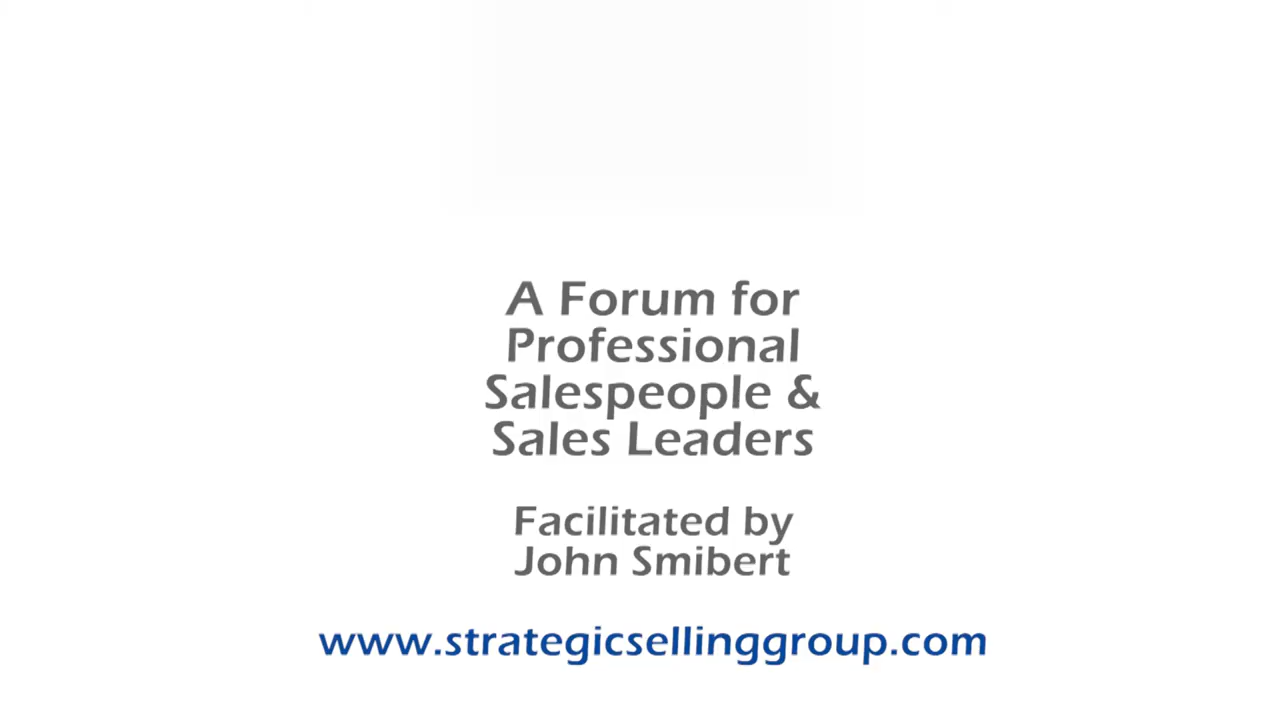 A Forum for
Professional
Salespeople &
Sales Leaders
Facilitated by
John Smibert
www.strategicsellinggroup.com